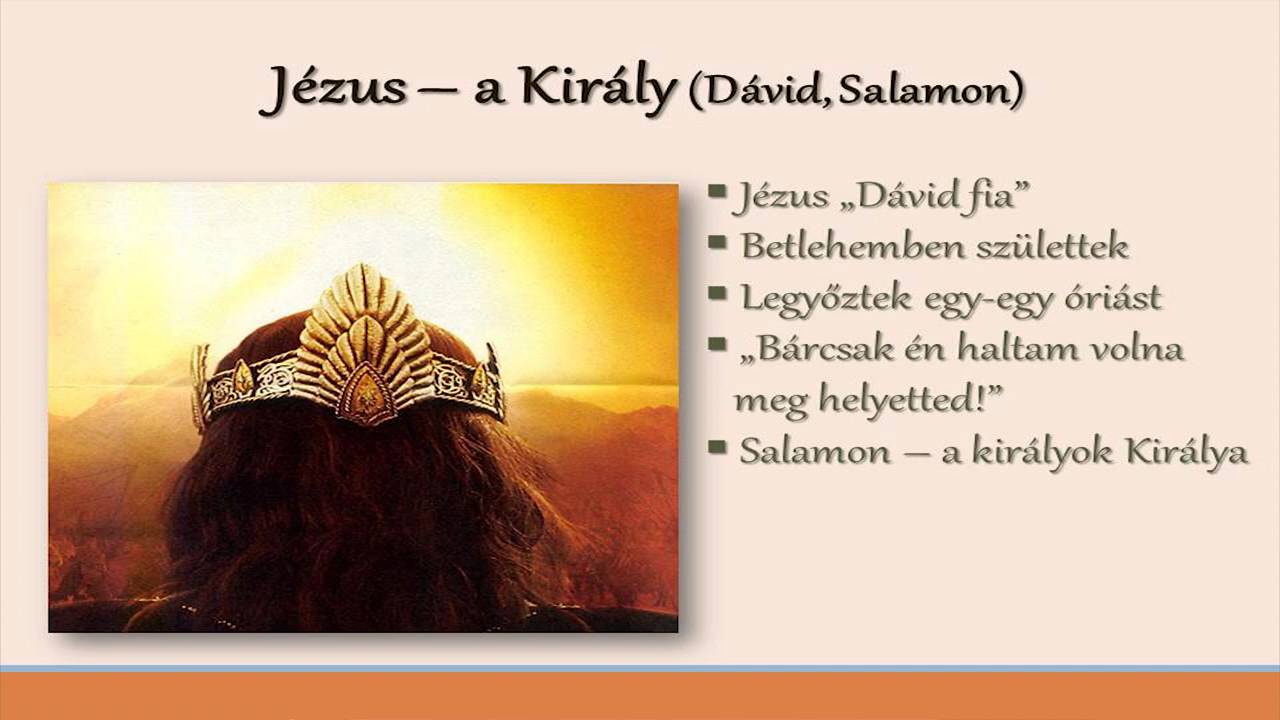 Jézus – a Király (Dávid, Salamon)
▪ Jézus „Dávid fia”
▪ Betlehemben születtek
▪ Legyőztek egy-egy óriást
▪ „Bárcsak én haltam volna
meg helyetted!”
▪ Salamon – a királyok Királya